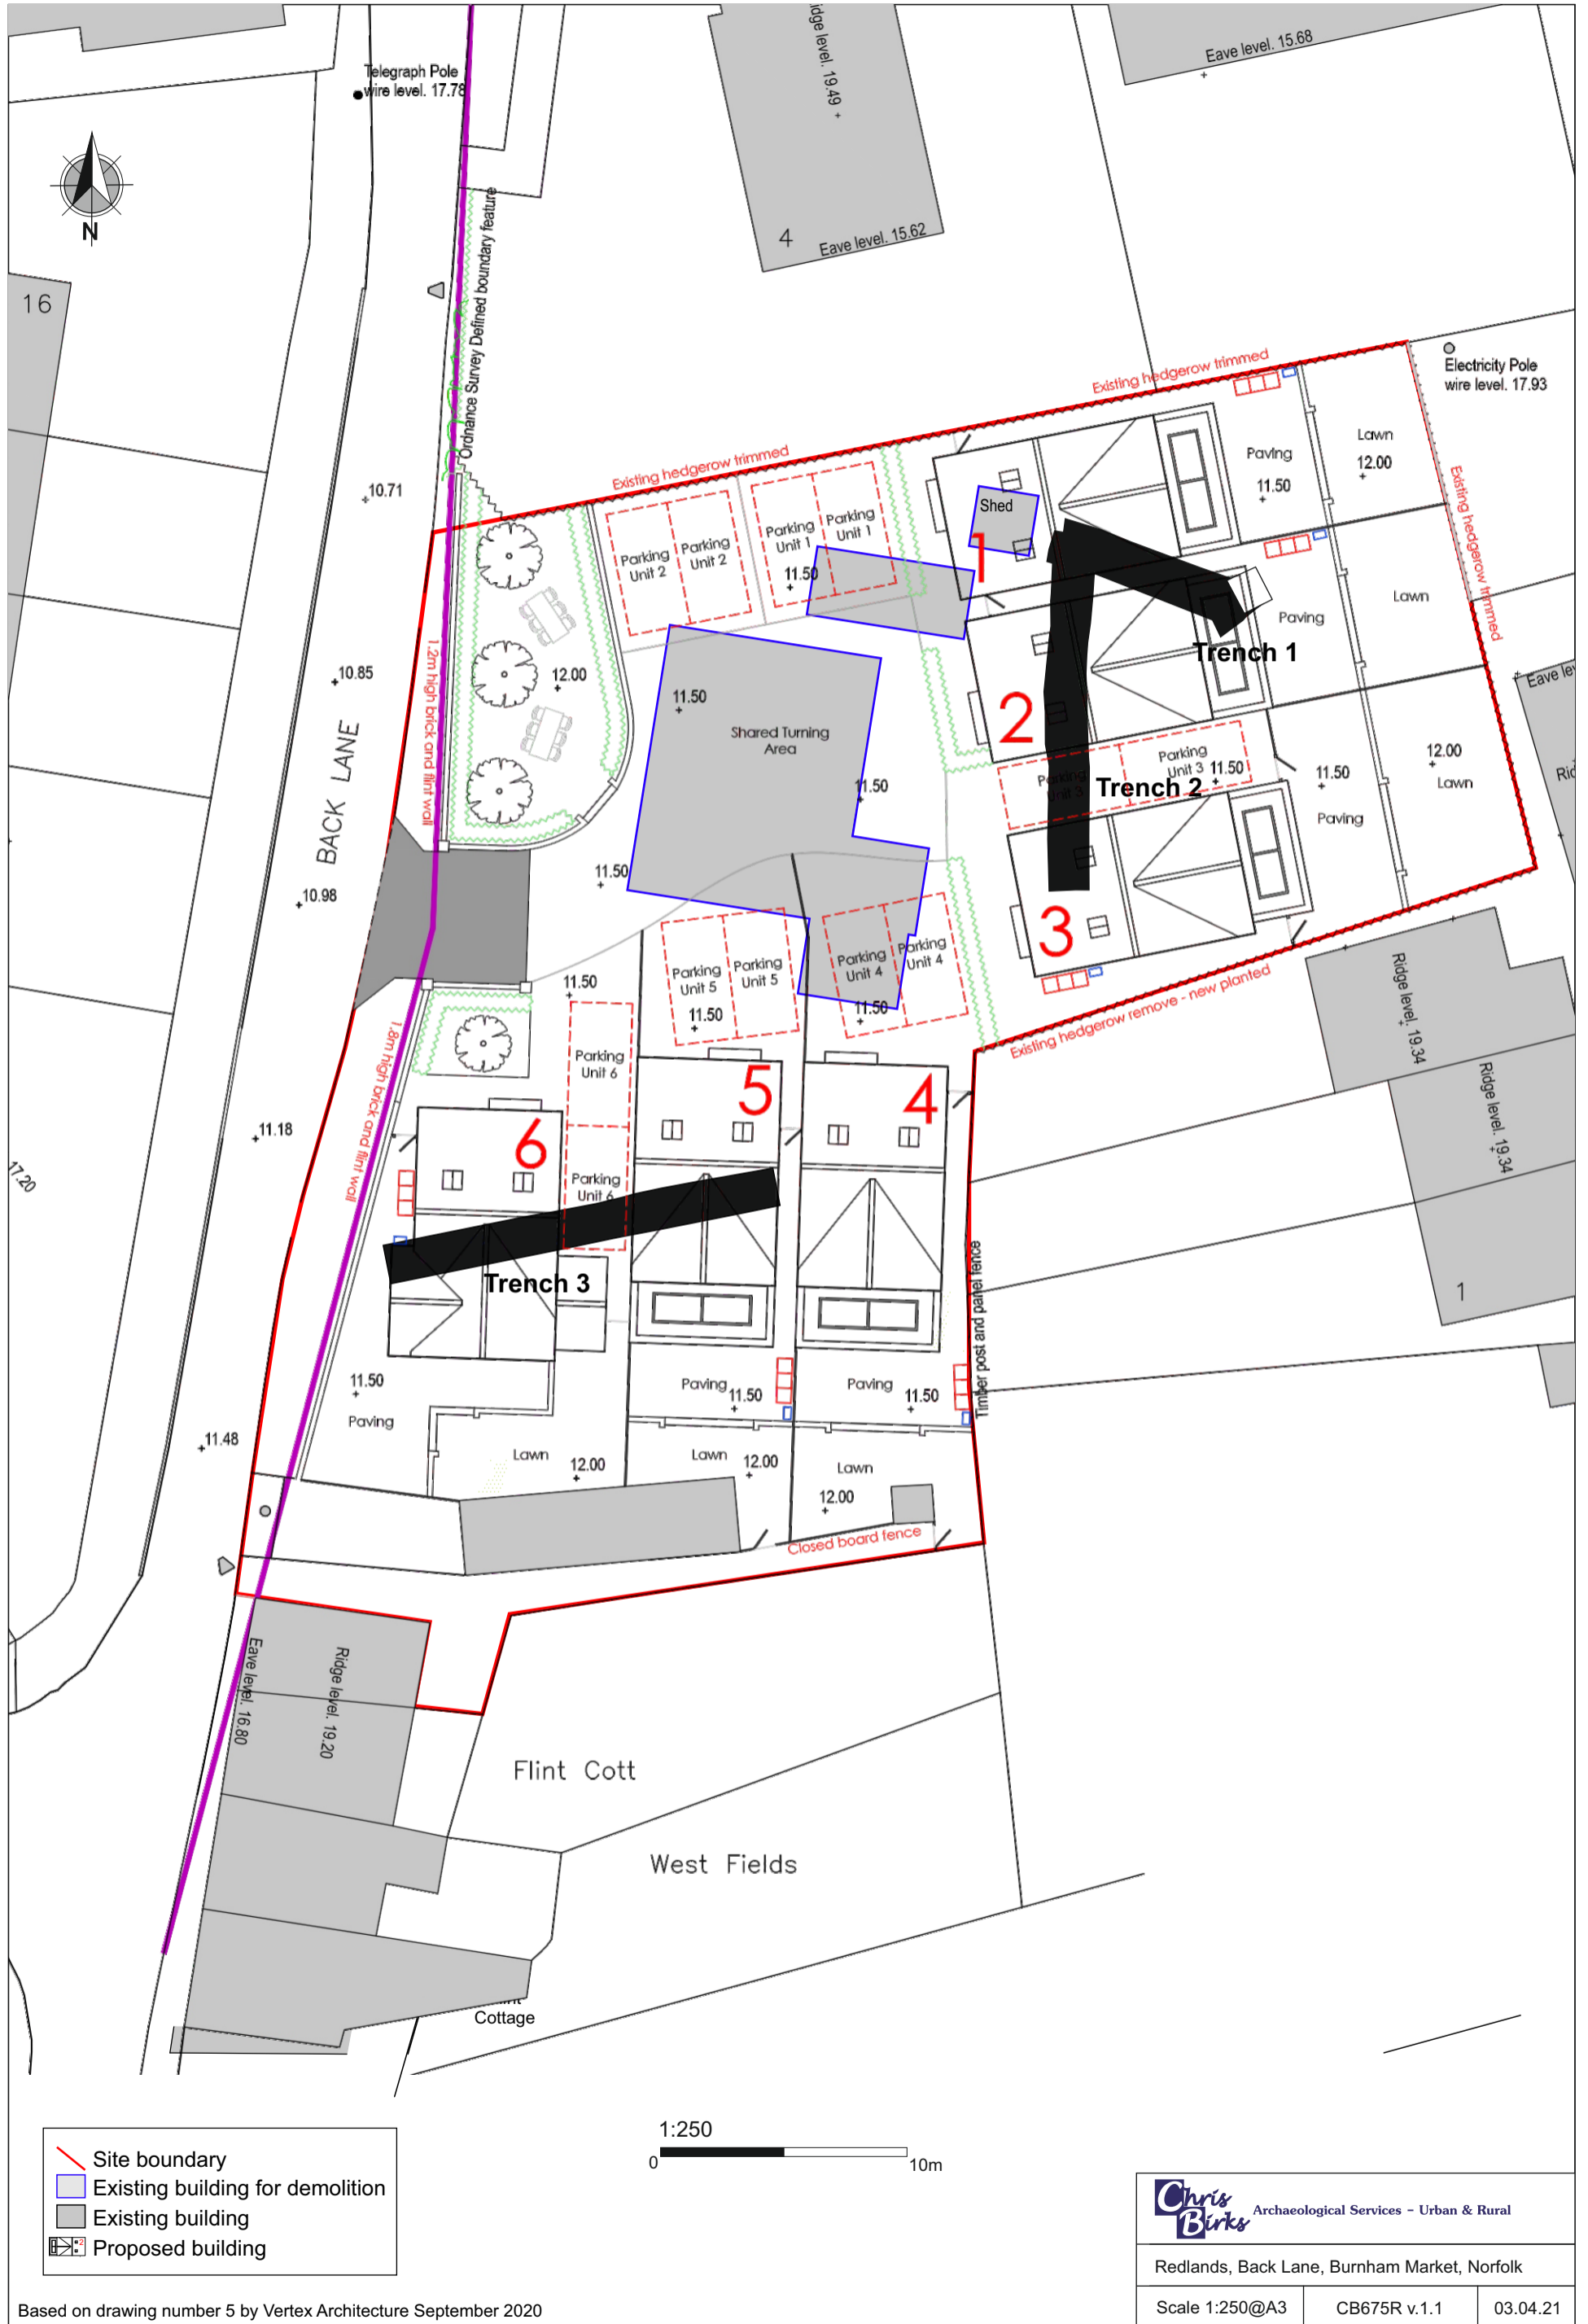 Telegraph Pole
wire level. 17.78
Ridge level. 19.49
Eave level. 15.68
4
Eave level. 15.62
N
16
Ordnance Survey Defined boundary feature
Existing hedgerow trimmed
Electricity Pole
wire level. 17.93
Existing hedgerow trimmed
Existing hedgerow trimmed
10.71
Paving
11.50
Lawn
12.00
Shed
1
Parking
Unit 2
Parking
Unit 2
Parking
Unit 1
Parking
Unit 1
11.50
Lawn
Paving
Trench 1
10.85
12.00
1.2m high brick and flint wall
11.50
Shared Turning
Area
2
BACK LANE
Parking
Unit 3
Parking
Unit 3
11.50
11.50
Trench 2
11.50
Paving
12.00
Lawn
10.98
11.50
3
Parking
Unit 5
Parking
Unit 5
11.50
Parking
Unit 4
Parking
Unit 4
11.50
11.50
Existing hedgerow remove - new planted
Ridge level. 19.34
Ridge level. 19.34
1
1.8m high brick and flint wall
Parking
Unit 6
5
4
6
11.18
17.20
Parking
Unit 6
Trench 3
Timber post and panel fence
11.50
Paving
Paving
11.50
Paving
11.50
11.48
Lawn
12.00
Lawn
12.00
Lawn
12.00
Closed board fence
Eave level. 16.80
Ridge level. 19.20
Flint Cott
West Fields
Cottage
Site boundary
Existing building for demolition
Existing building
Proposed building
1:250
0
10m
Chris
Birks
Archaeological Services - Urban & Rural
Redlands, Back Lane, Burnham Market, Norfolk
Scale 1:250@A3
CB675R v.1.1
03.04.21
Based on drawing number 5 by Vertex Architecture September 2020